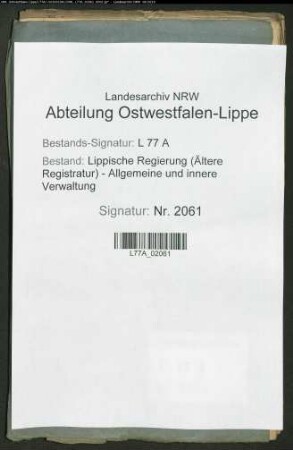 Landesarchiv NRW
Abteilung Ostwestfalen-Lippe
Bestands-Signatur: L 77 A
Bestand: Lippische Regierung (Ältere
Registratur) - Allgemeine und innere
Verwaltung
Signatur: Nr. 2061
L77A_02061